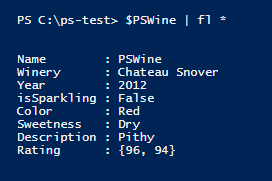 PS C:\ps-test> $PSWine | fl *
Name        : PSWine
Winery      : Chateau Snover
Year        : 2012
isSparkling : False
Color       : Red
Sweetness   : Dry
Description : Pithy
Rating      : {96, 94}